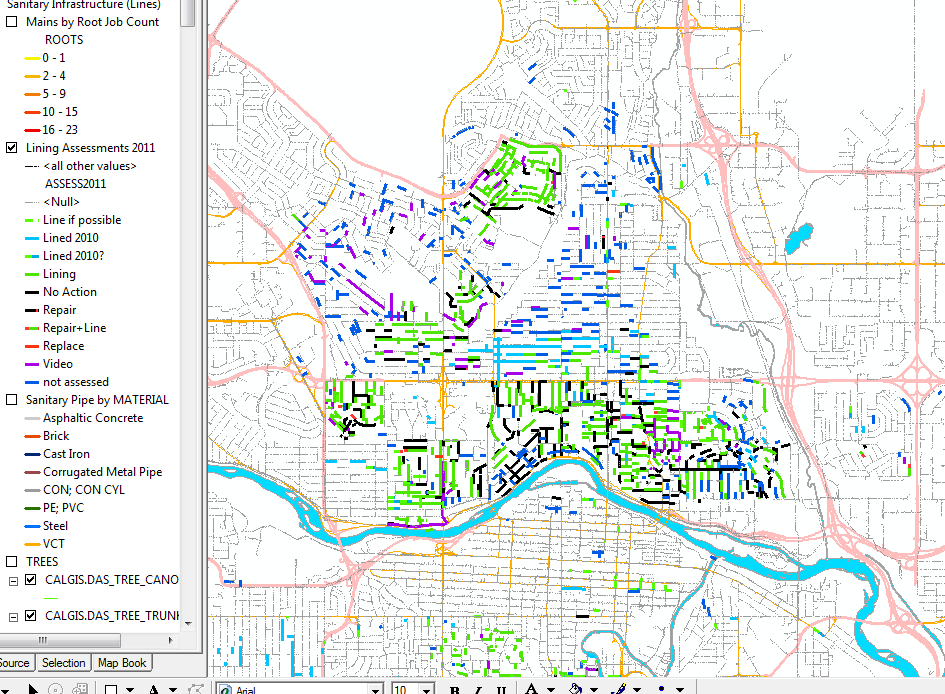 Sanitary Infrastructure (Lines)
Mains by Root Job Count
ROOTS
0 - 1
2 - 4
5 - 9
10 - 15
16 - 23
Lining Assessments 2011
<all other values>
ASSESS2011
<Null>
Line if possible
Lined 2010
Lined 2010?
Lining
No Action
Repair
Repair+Line
Replace
Video
not assessed
Sanitary Pipe by MATERIAL
Asphaltic Concrete
Brick
Cast Iron
Corrugated Metal Pipe
CON; CON CYL
PE; PVC
Steel
VCT
TREES
CALGIS.DAS_TREE_CANO
CALGIS.DAS_TREE_TRUNK
Source Selection Map Book
A Arial 10 B I U A